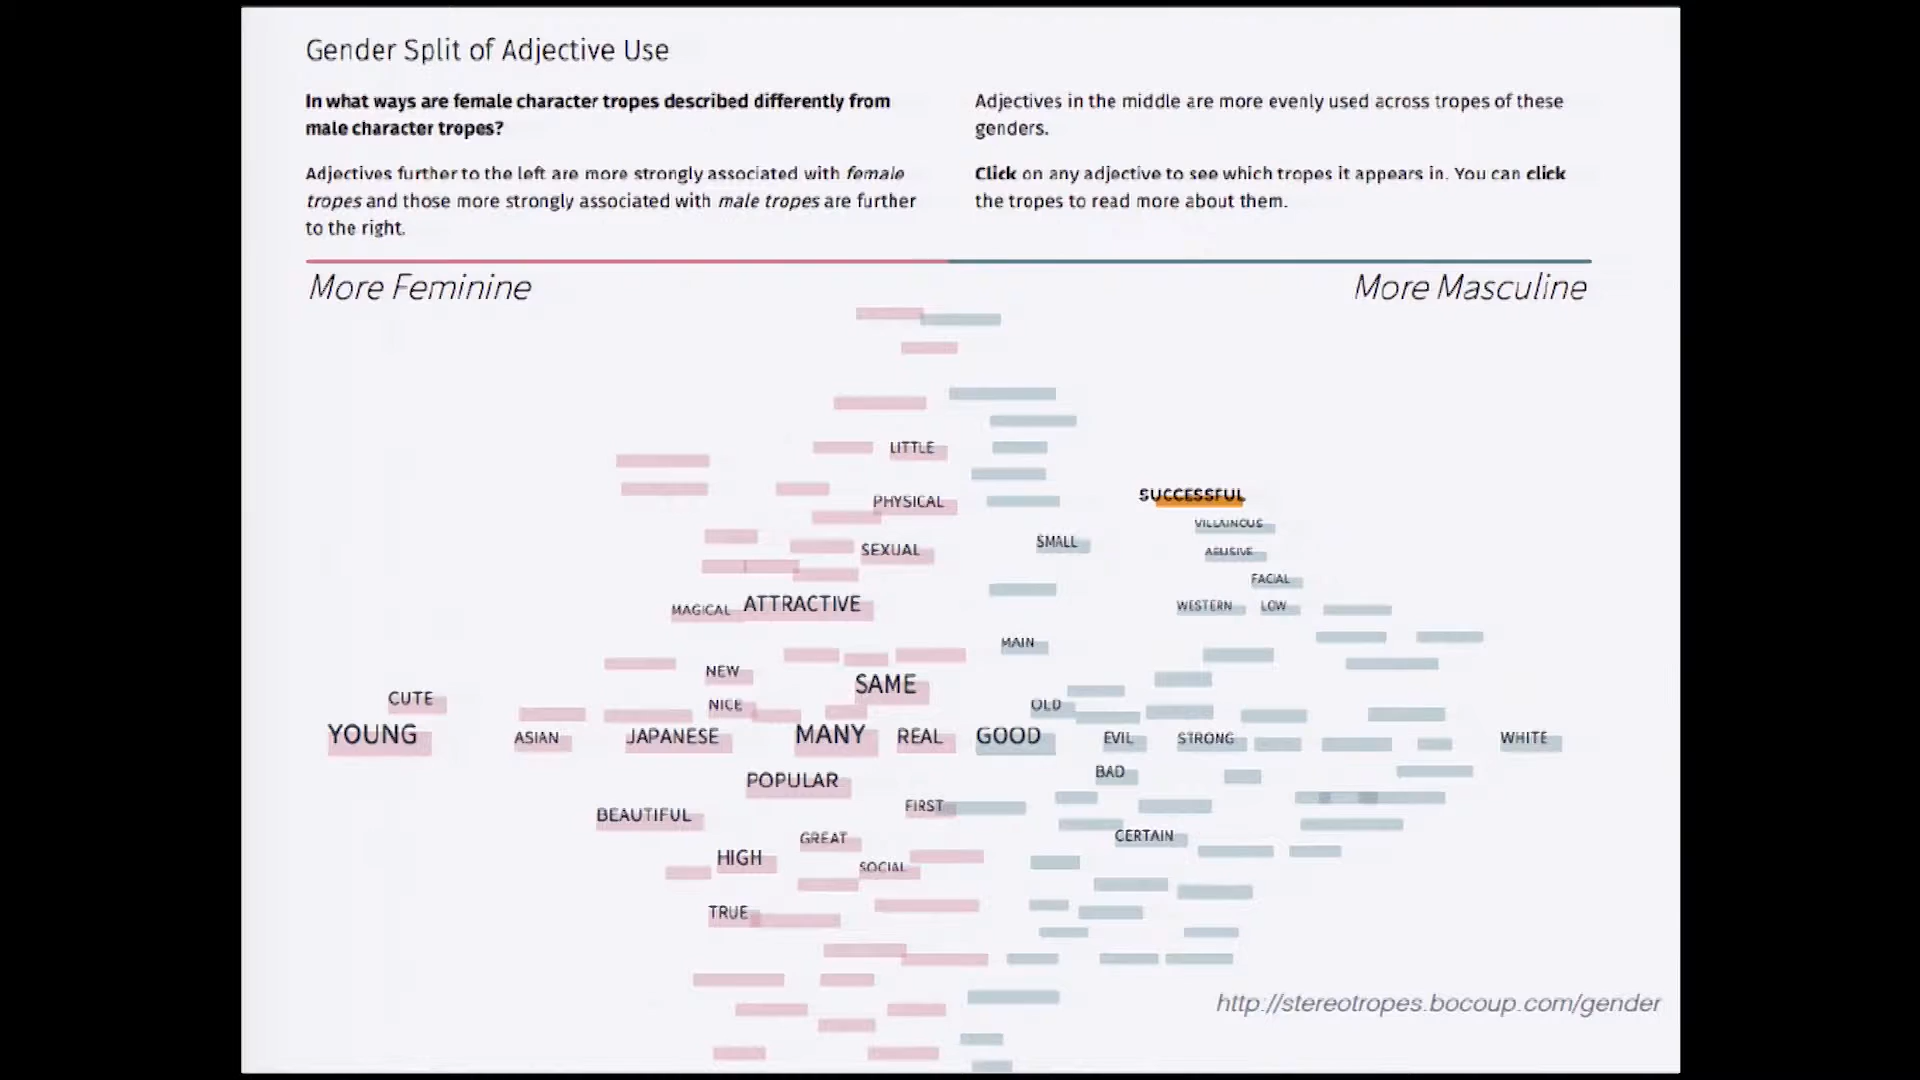 Gender Split of Adjective Use
In what ways are female character tropes described differently from
male character tropes?
Adjectives further to the left are more strongly associated with female
tropes and those more strongly associated with male tropes are further
to the right.
Adjectives in the middle are more evenly used across tropes of these
genders.
Click on any adjective to see which tropes it appears in. You can click
the tropes to read more about them.
More Feminine
More Masculine
LITTLE
SUCCESSFUL
PHYSICAL
VILLAINOUS
SMALL
SEXUAL
ABUSIVE
FACIAL
MAGICAL
ATTRACTIVE
WESTERN
LOW
MAIN
NEW
SAME
CUTE
NICE
OLD
YOUNG
ASIAN
JAPANESE
MANY
REAL
GOOD
EVIL
STRONG
WHITE
BAD
POPULAR
FIRST
BEAUTIFUL
GREAT
CERTAIN
HIGH
SOCIAL
TRUE
http://stereotropes.bocoup.com/gender